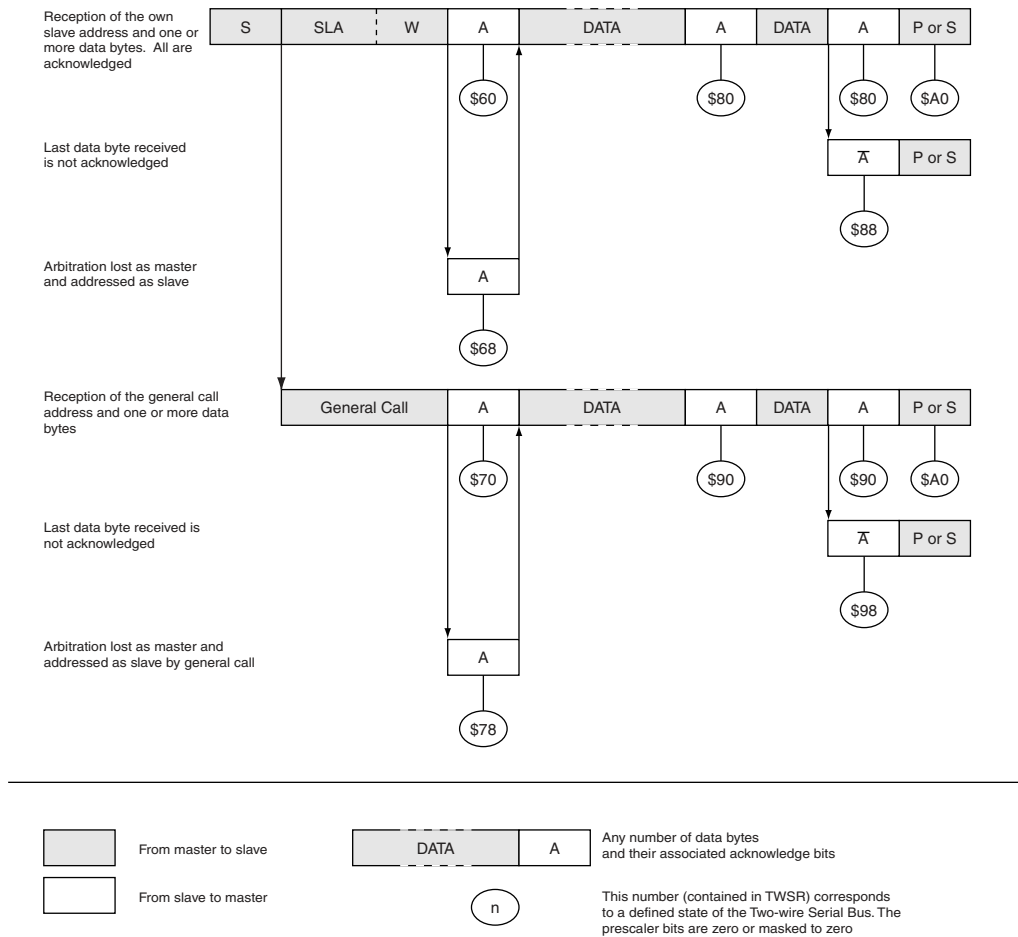 Reception of the own
slave address and one or
more data bytes. All are
acknowledged
S SLA W A DATA A DATA A P or S
$60 $80 $80 $A0
Last data byte received
is not acknowledged
A̅ P or S
$88
Arbitration lost as master
and addressed as slave
A
$68
Reception of the general call
address and one or more data
bytes
General Call A DATA A DATA A P or S
$70 $90 $90 $A0
Last data byte received is
not acknowledged
A̅ P or S
$98
Arbitration lost as master and
addressed as slave by general call
A
$78
From master to slave
From slave to master
DATA A
Any number of data bytes
and their associated acknowledge bits
n
This number (contained in TWSR) corresponds
to a defined state of the Two-wire Serial Bus. The
prescaler bits are zero or masked to zero